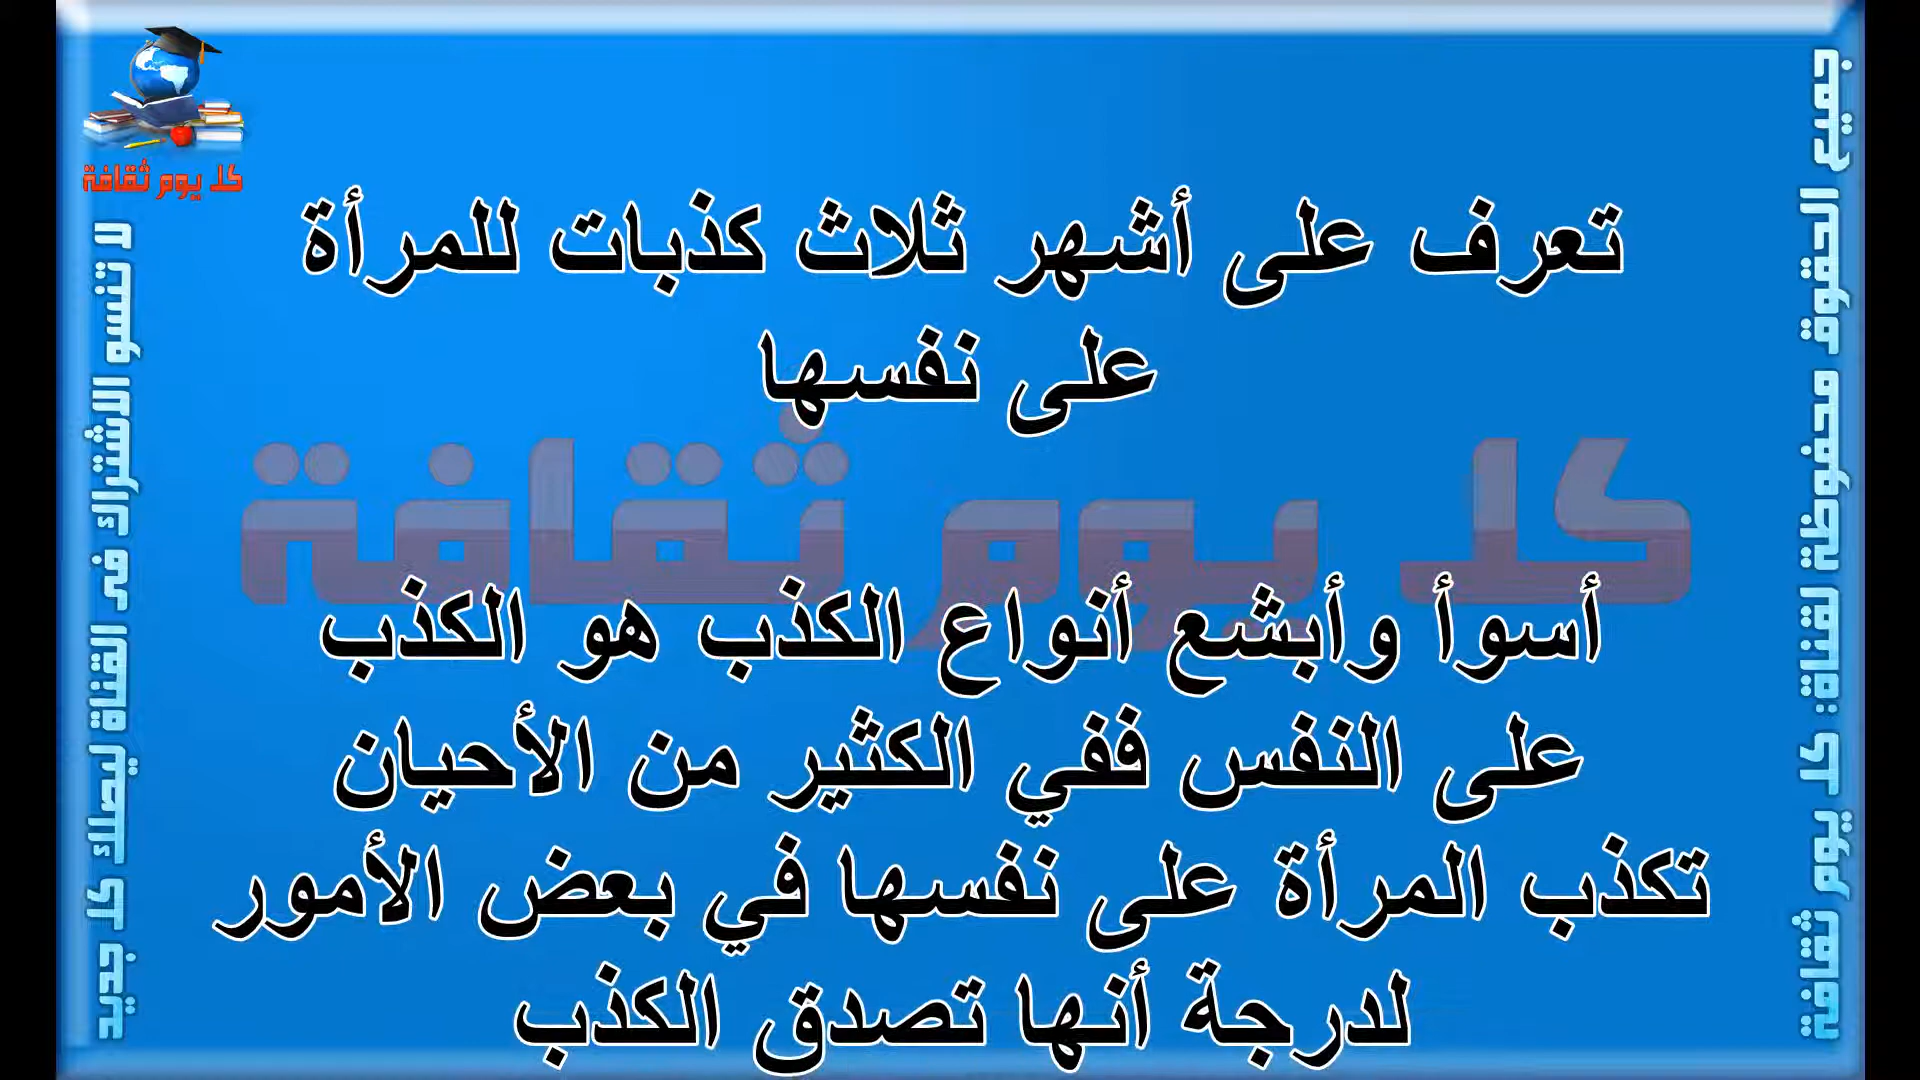 كل يوم ثقافة
تعرف على أشهر ثلاث كذبات للمرأة
على نفسها
كل يوم ثقافة
أسوأ وأبشع أنواع الكذب هو الكذب
على النفس ففي الكثير من الأحيان
تكذب المرأة على نفسها في بعض الأمور
لدرجة أنها تصدق الكذب
جميع الحقوق محفوظة لقناة: كل يوم ثقافة
لا تنسو الاشتراك فى القناة ليصلك كل جديد